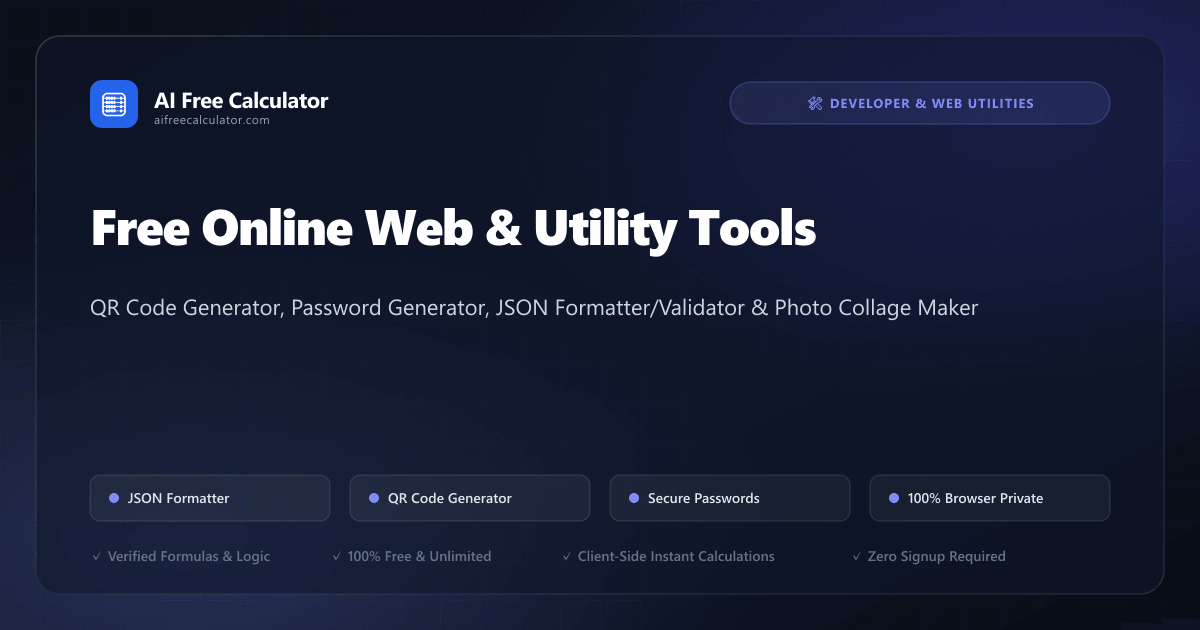 AI Free Calculator
aifreecalculator.com
🛠 DEVELOPER & WEB UTILITIES
Free Online Web & Utility Tools
QR Code Generator, Password Generator, JSON Formatter/Validator & Photo Collage Maker
JSON Formatter
QR Code Generator
Secure Passwords
100% Browser Private
✓ Verified Formulas & Logic
✓ 100% Free & Unlimited
✓ Client-Side Instant Calculations
✓ Zero Signup Required